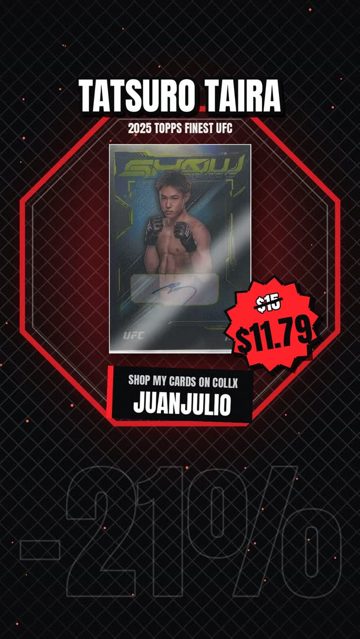 TATSURO TAIRA
2025 TOPPS FINEST UFC
UFC
$15
$11.79
SHOP MY CARDS ON COLLX
JUANJULIO
-21%